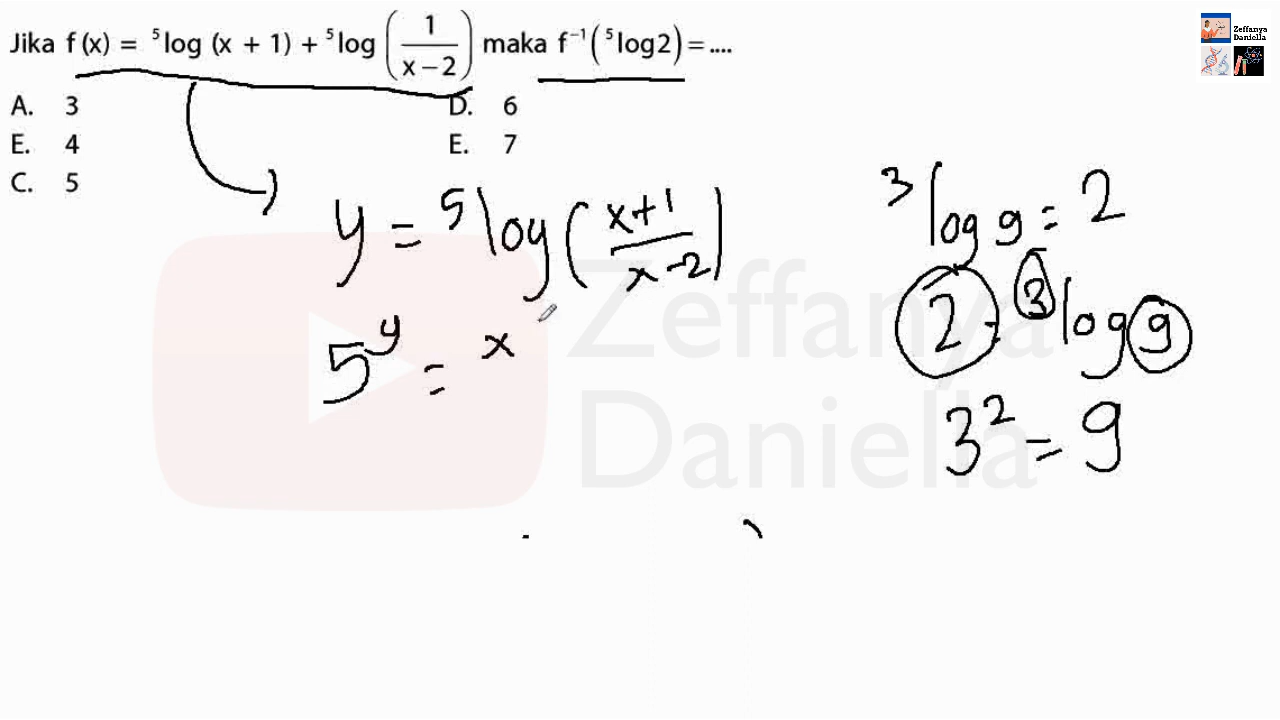 Jika f(x) = ⁵log (x + 1) + ⁵log (1/(x – 2)) maka f⁻¹(⁵log2) = ....
A. 3
E. 4
C. 5
D. 6
E. 7
y = ⁵log((x+1)/(x-2))
5^y = x
³log 9 = 2
2 = ³log 9
3² = 9
Zeffanya
Daniella
Zeffanya
Daniella